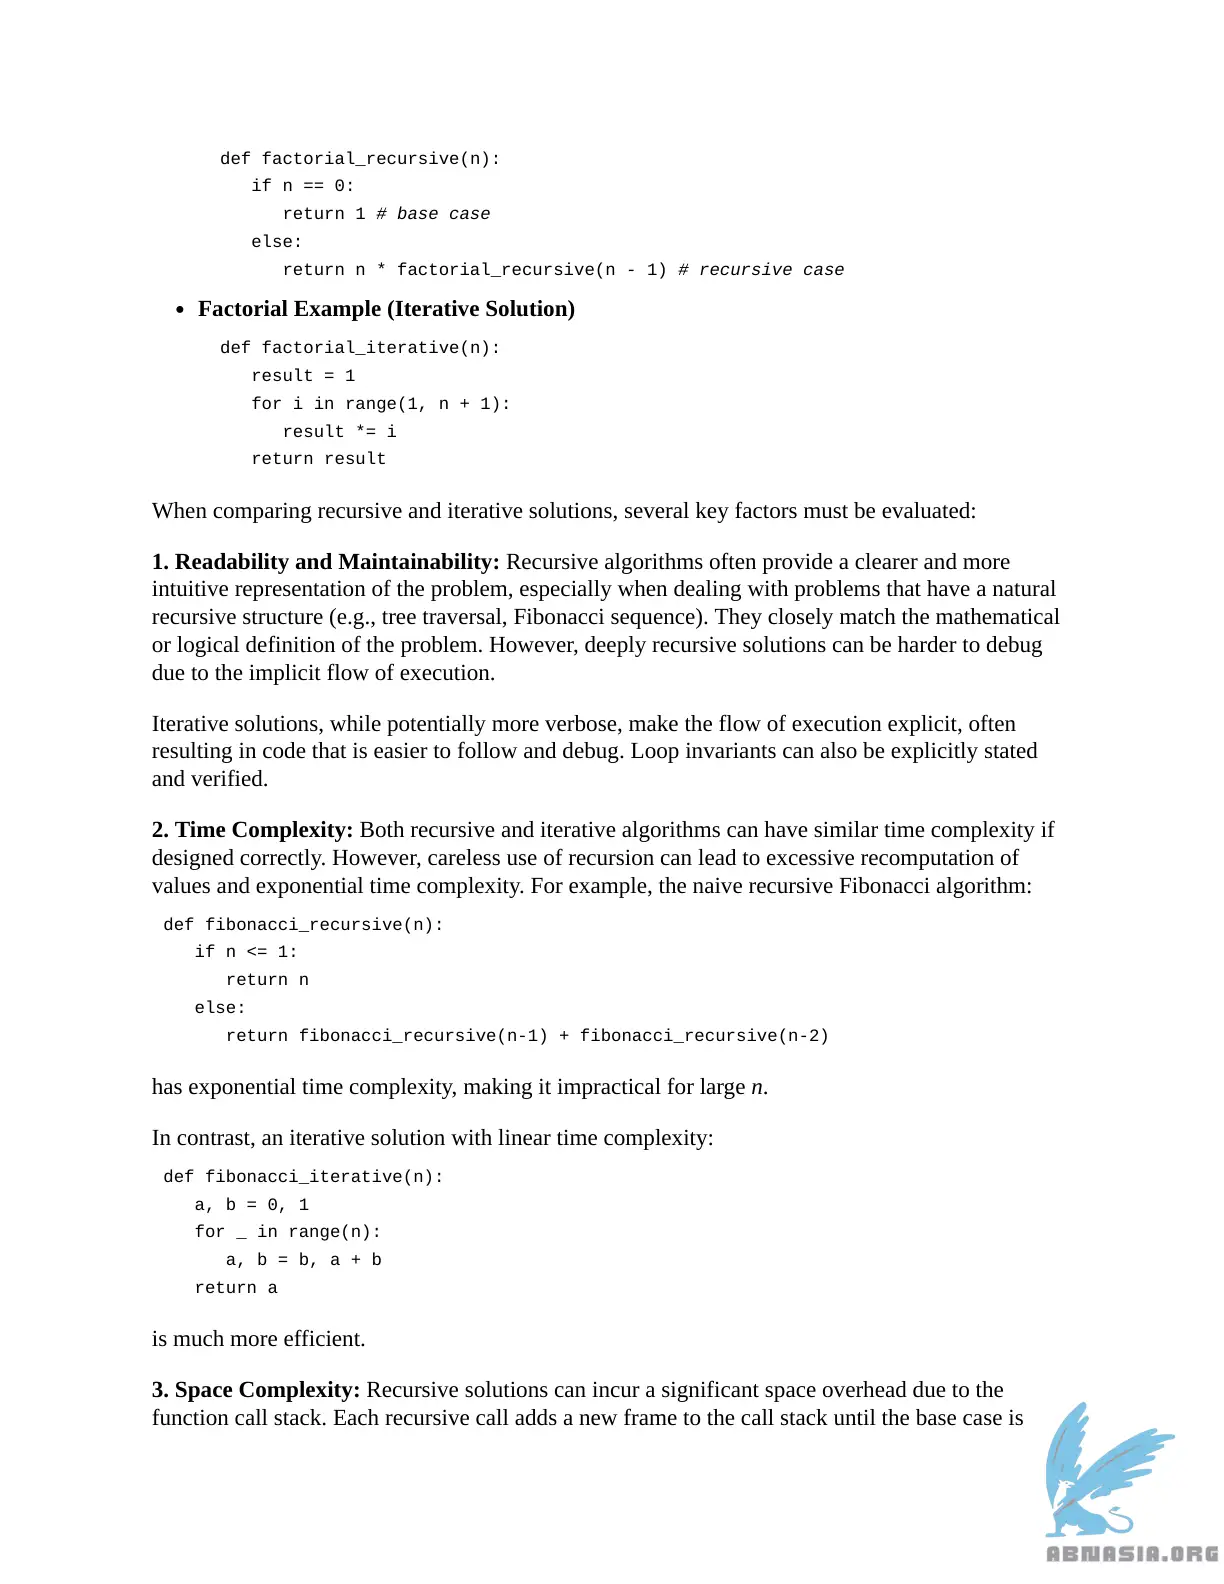 def factorial_recursive(n):
if n == 0:
return 1 # base case
else:
return n * factorial_recursive(n - 1) # recursive case
• Factorial Example (Iterative Solution)
def factorial_iterative(n):
result = 1
for i in range(1, n + 1):
result *= i
return result
When comparing recursive and iterative solutions, several key factors must be evaluated:
1. Readability and Maintainability: Recursive algorithms often provide a clearer and more
intuitive representation of the problem, especially when dealing with problems that have a natural
recursive structure (e.g., tree traversal, Fibonacci sequence). They closely match the mathematical
or logical definition of the problem. However, deeply recursive solutions can be harder to debug
due to the implicit flow of execution.
Iterative solutions, while potentially more verbose, make the flow of execution explicit, often
resulting in code that is easier to follow and debug. Loop invariants can also be explicitly stated
and verified.
2. Time Complexity: Both recursive and iterative algorithms can have similar time complexity if
designed correctly. However, careless use of recursion can lead to excessive recomputation of
values and exponential time complexity. For example, the naive recursive Fibonacci algorithm:
def fibonacci_recursive(n):
if n <= 1:
return n
else:
return fibonacci_recursive(n-1) + fibonacci_recursive(n-2)
has exponential time complexity, making it impractical for large n.
In contrast, an iterative solution with linear time complexity:
def fibonacci_iterative(n):
a, b = 0, 1
for _ in range(n):
a, b = b, a + b
return a
is much more efficient.
3. Space Complexity: Recursive solutions can incur a significant space overhead due to the
function call stack. Each recursive call adds a new frame to the call stack until the base case is
ABNASIA.ORG